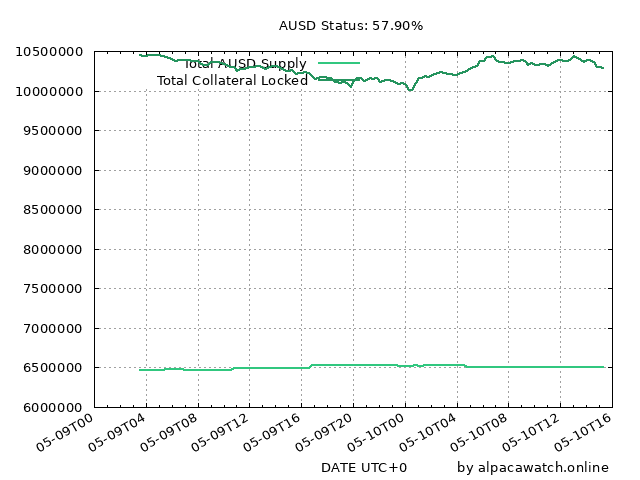 AUSD Status: 57.90%
10500000
Total AUSD Supply
Total Collateral Locked
10000000
9500000
9000000
8500000
8000000
7500000
7000000
6500000
6000000
05-09T00 05-09T04 05-09T08 05-09T12 05-09T16 05-09T20 05-10T00 05-10T04 05-10T08 05-10T12 05-10T16
DATE UTC+0 by alpacawatch.online